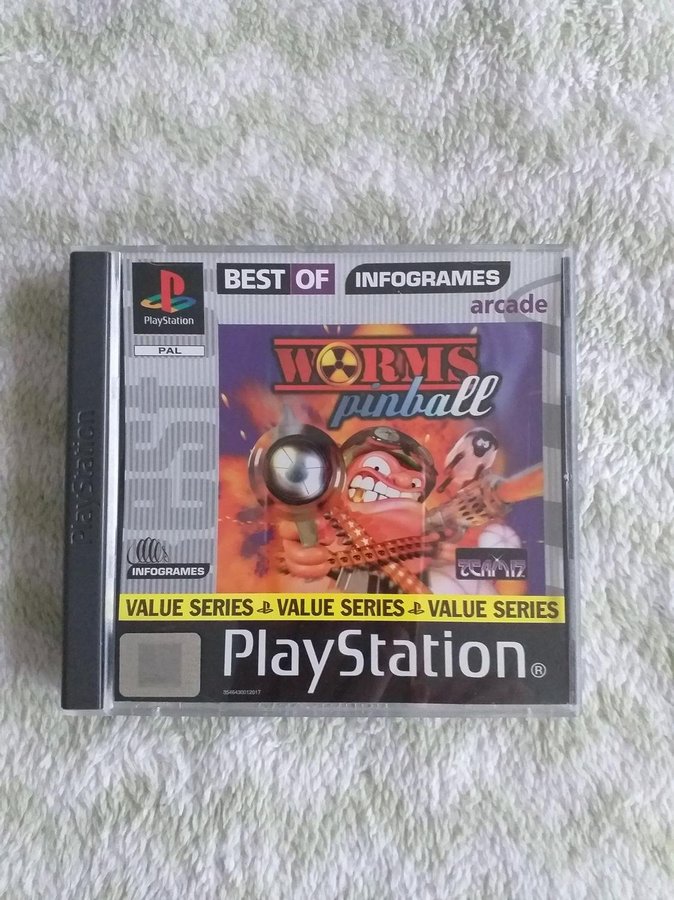 BEST OF INFOGRAMES
arcade
PlayStation
PAL
WORMS
pinball
PlayStation
BEST
INFOGRAMES
TEAM17
VALUE SERIES VALUE SERIES VALUE SERIES
PlayStation®
3546430012017